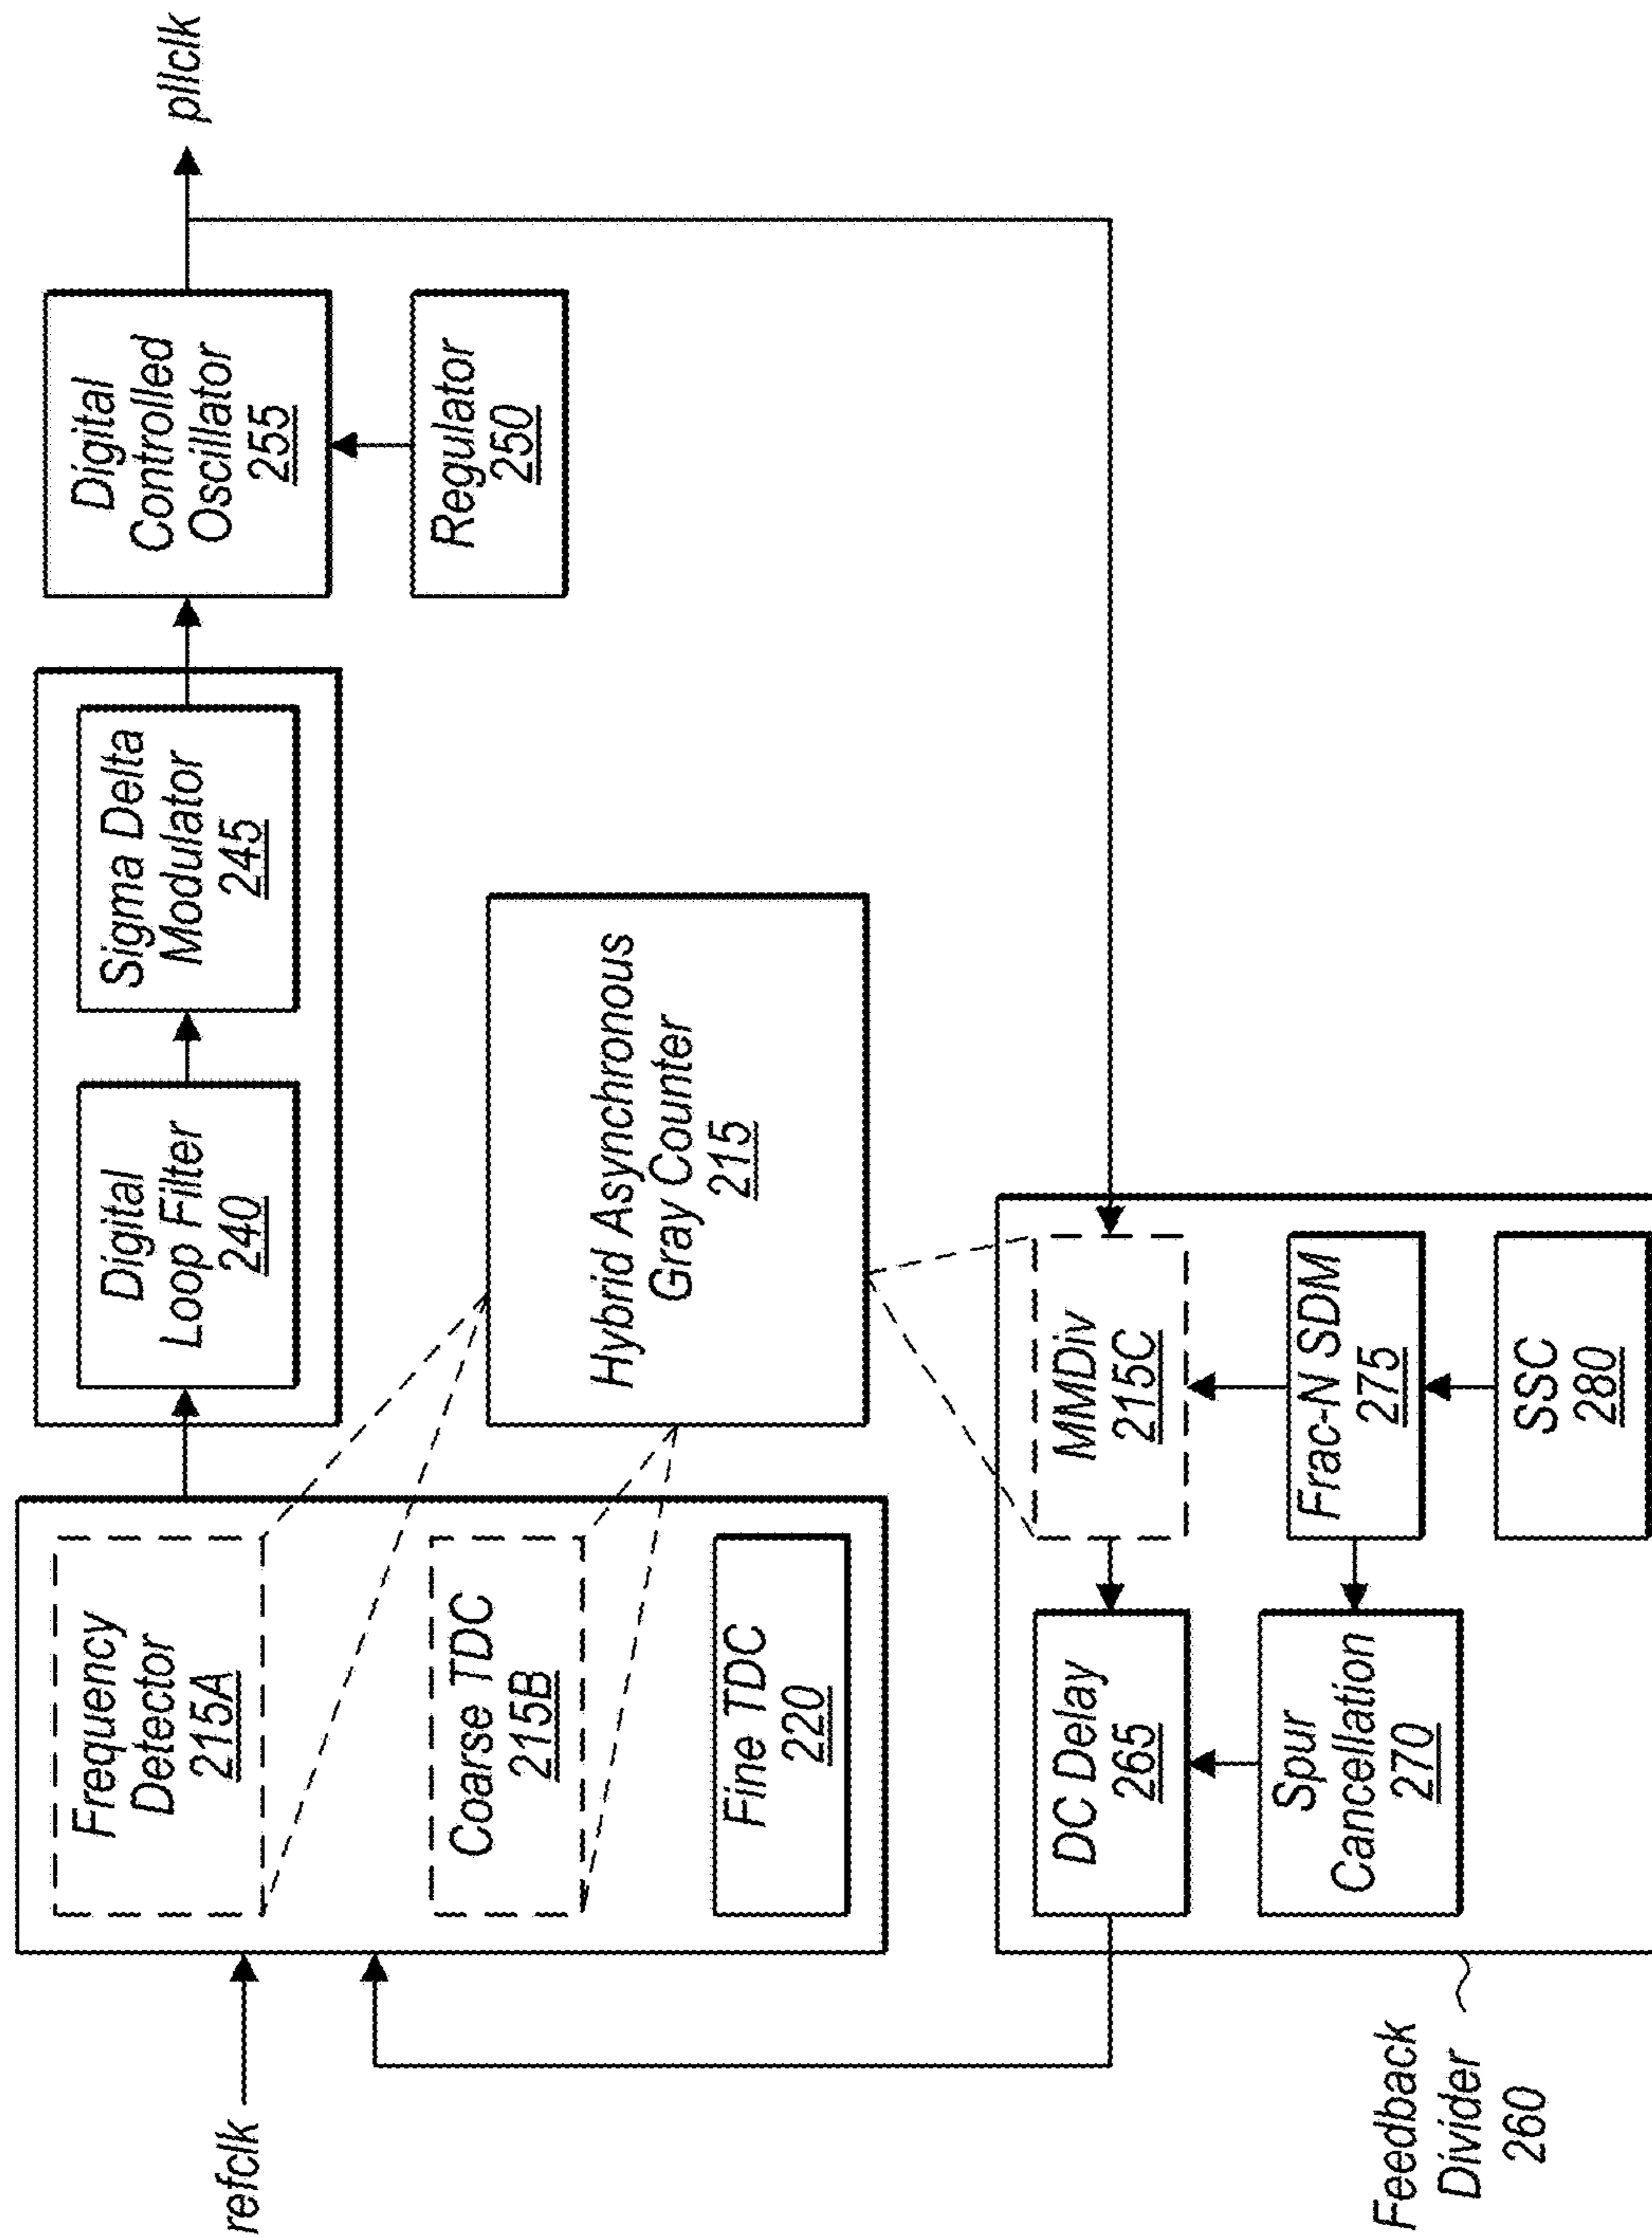 refclk
Frequency
Detector
215A
Coarse TDC
215B
Fine TDC
220
Digital
Loop Filter
240
Sigma Delta
Modulator
245
Digital
Controlled
Oscillator
255
Regulator
250
pllclk
Hybrid Asynchronous
Gray Counter
215
DC Delay
265
MMDiv
215C
Spur
Cancellation
270
Frac-N SDM
275
SSC
280
Feedback
Divider
260